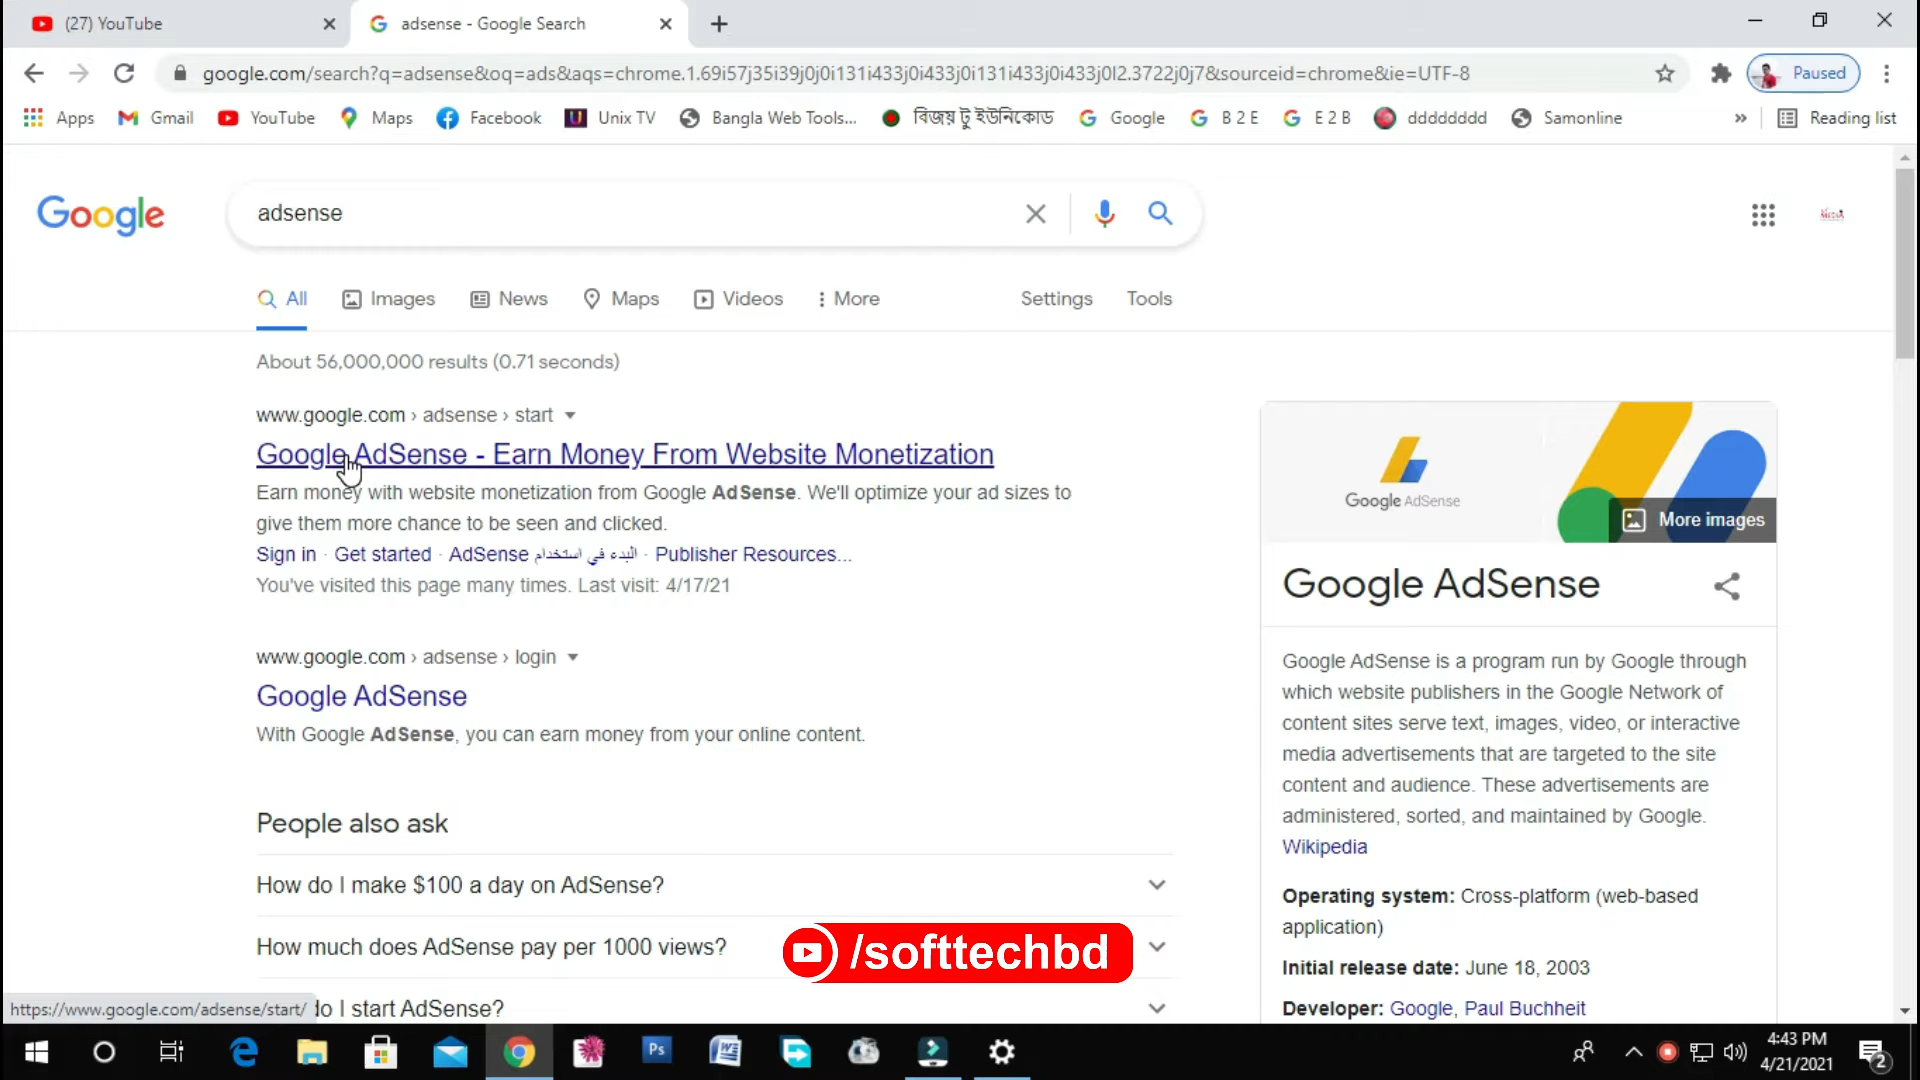 (27) YouTube
adsense - Google Search
google.com/search?q=adsense&oq=ads&aqs=chrome.1.69i57j35i39j0j0i131i433j0i433j0i131i433j0i433j0l2.3722j0j7&sourceid=chrome&ie=UTF-8
Paused
Apps
Gmail
YouTube
Maps
Facebook
Unix TV
Bangla Web Tools...
বিজয় টু ইউনিকোড
Google
B 2 E
E 2 B
dddddddd
Samonline
»
Reading list
Google
adsense
All
Images
News
Maps
Videos
More
Settings
Tools
About 56,000,000 results (0.71 seconds)
www.google.com › adsense › start
Google AdSense - Earn Money From Website Monetization
Earn money with website monetization from Google AdSense. We'll optimize your ad sizes to
give them more chance to be seen and clicked.
Sign in · Get started · AdSense البدء في استخدام · Publisher Resources...
You've visited this page many times. Last visit: 4/17/21
www.google.com › adsense › login
Google AdSense
With Google AdSense, you can earn money from your online content.
People also ask
How do I make $100 a day on AdSense?
How much does AdSense pay per 1000 views?
do I start AdSense?
Google AdSense
More images
Google AdSense
Google AdSense is a program run by Google through
which website publishers in the Google Network of
content sites serve text, images, video, or interactive
media advertisements that are targeted to the site
content and audience. These advertisements are
administered, sorted, and maintained by Google.
Wikipedia
Operating system: Cross-platform (web-based
application)
Initial release date: June 18, 2003
Developer: Google, Paul Buchheit
/softtechbd
https://www.google.com/adsense/start/
Ps
4:43 PM
4/21/2021
2